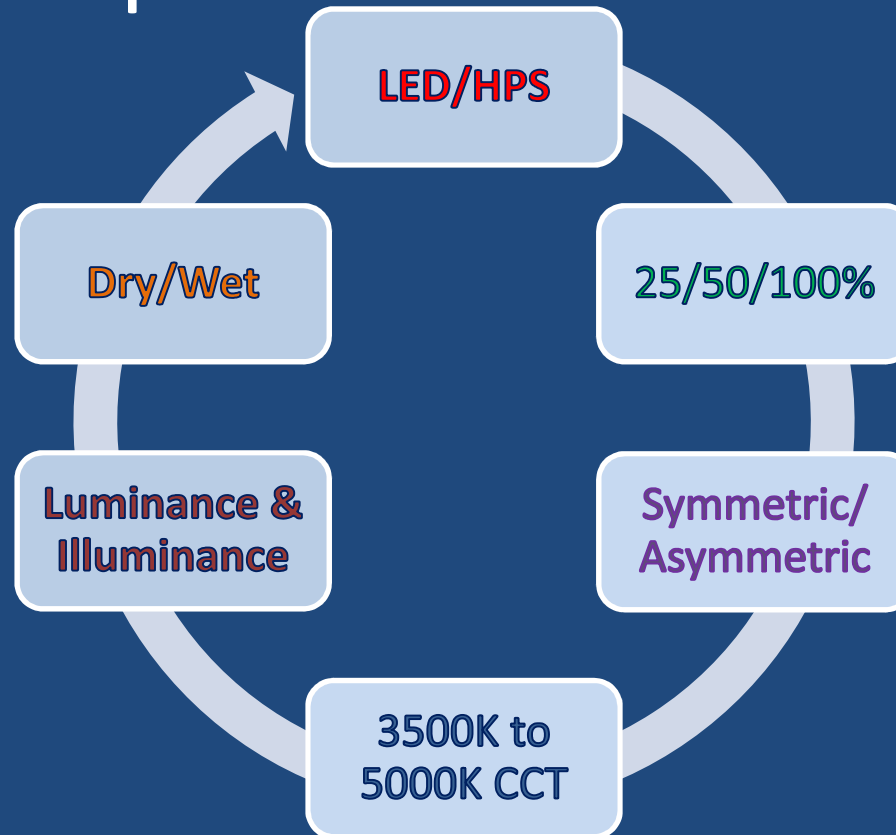 LED/HPS
25/50/100%
Symmetric/
Asymmetric
3500K to
5000K CCT
Luminance &
Illuminance
Dry/Wet